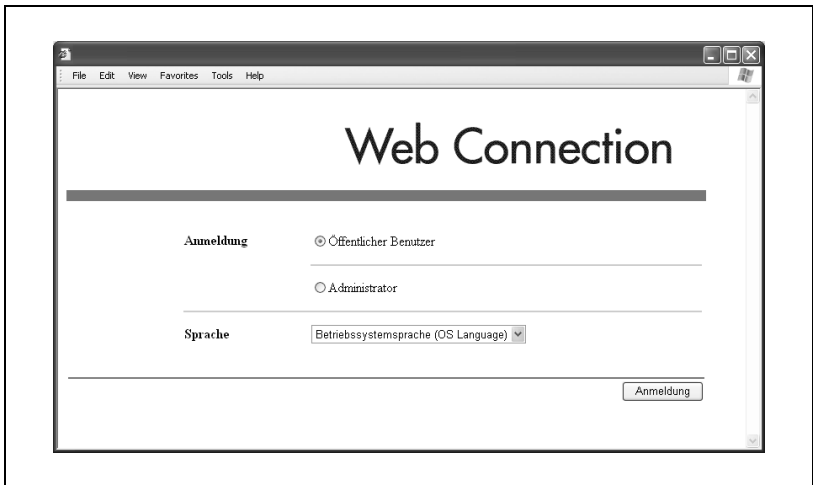 File Edit View Favorites Tools Help
Web Connection
Anmeldung Öffentlicher Benutzer
Administrator
Sprache Betriebssystemsprache (OS Language)
Anmeldung